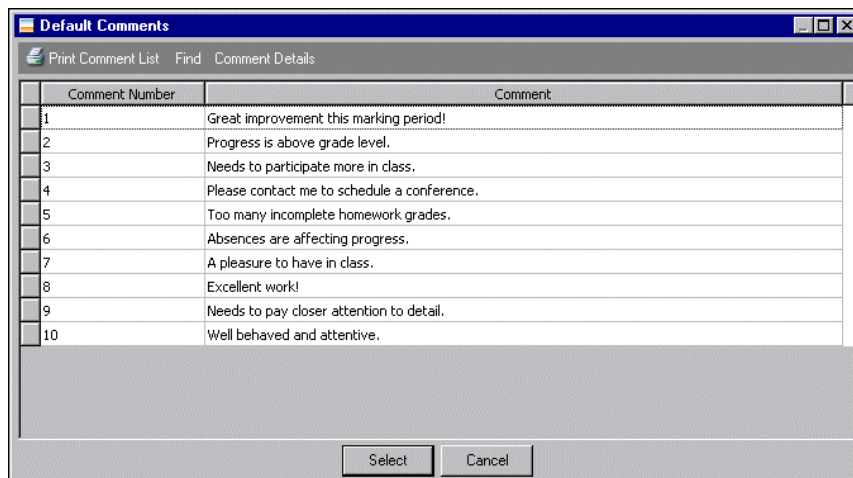 Default Comments
Print Comment List Find Comment Details
Comment Number Comment
1 Great improvement this marking period!
2 Progress is above grade level.
3 Needs to participate more in class.
4 Please contact me to schedule a conference.
5 Too many incomplete homework grades.
6 Absences are affecting progress.
7 A pleasure to have in class.
8 Excellent work!
9 Needs to pay closer attention to detail.
10 Well behaved and attentive.
Select Cancel